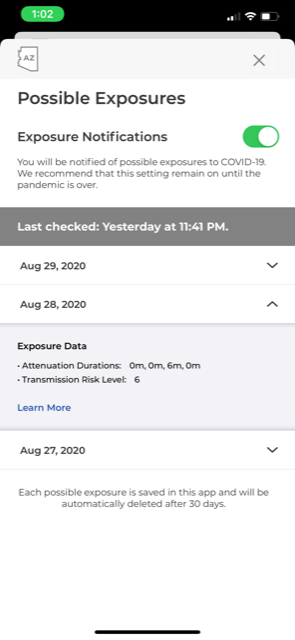 1:02
AZ
Possible Exposures
Exposure Notifications
You will be notified of possible exposures to COVID-19.
We recommend that this setting remain on until the
pandemic is over.
Last checked: Yesterday at 11:41 PM.
Aug 29, 2020
Aug 28, 2020
Exposure Data
• Attenuation Durations: 0m, 0m, 6m, 0m
• Transmission Risk Level: 6
Learn More
Aug 27, 2020
Each possible exposure is saved in this app and will be
automatically deleted after 30 days.